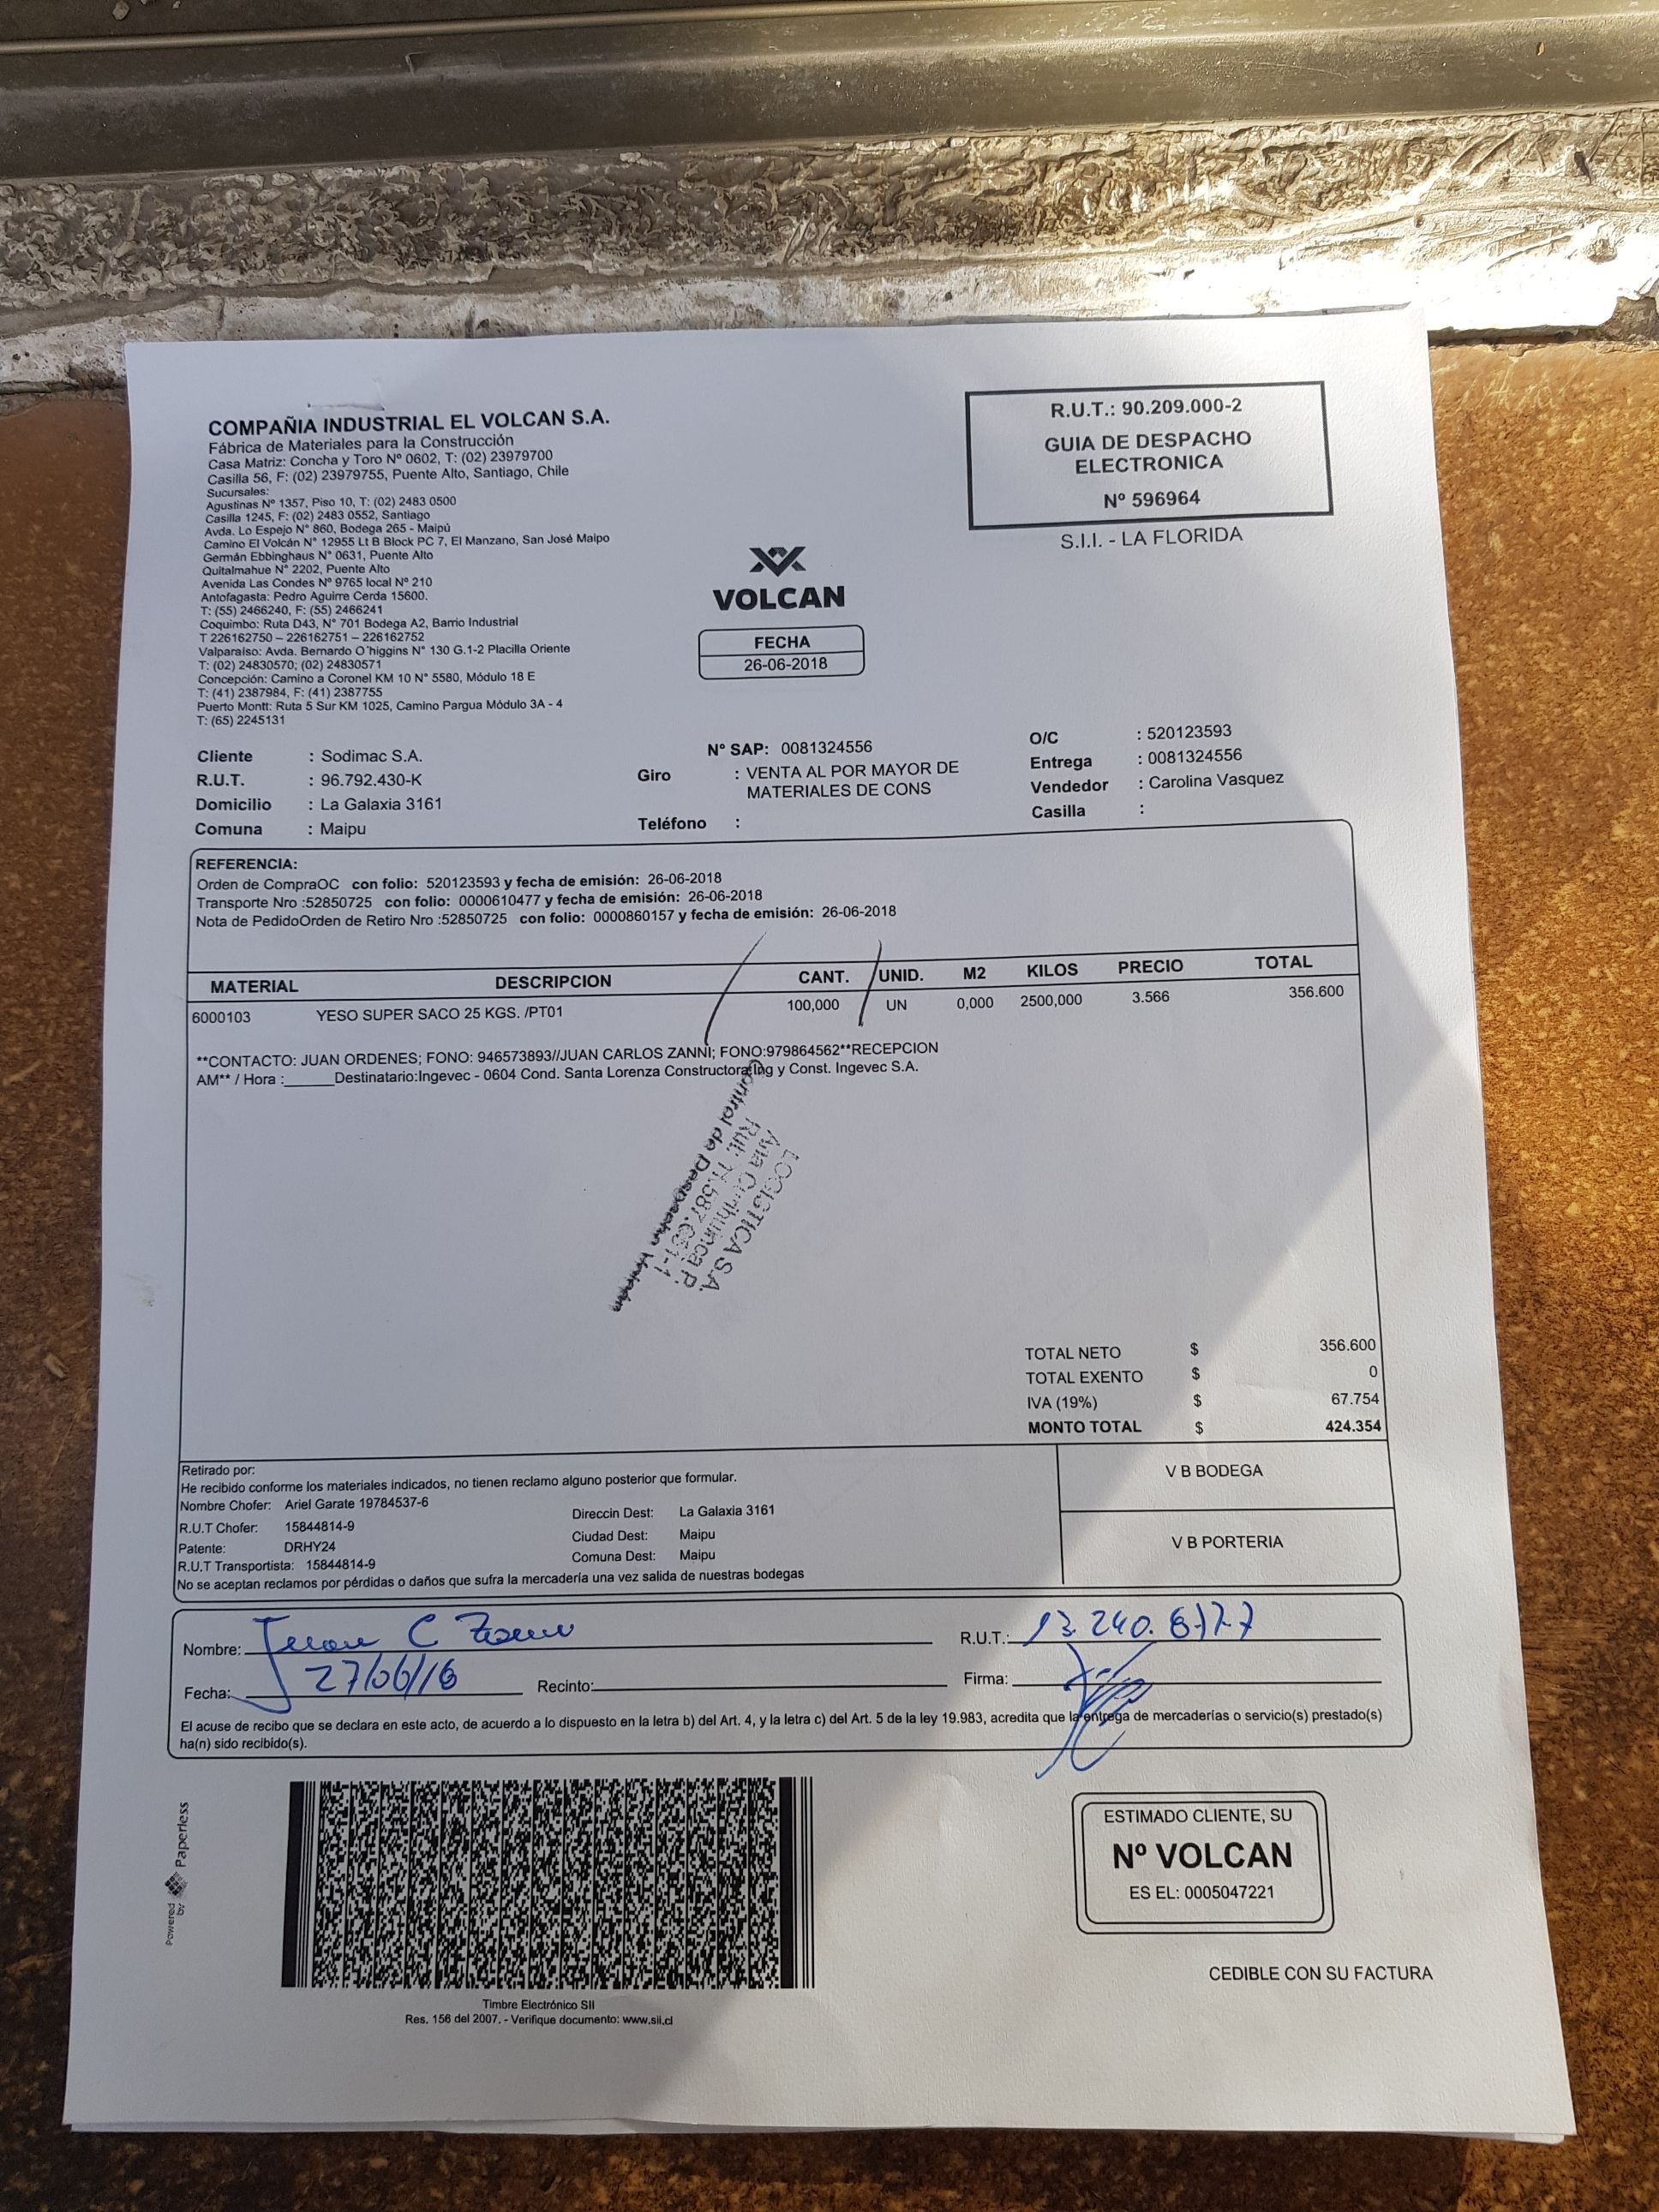 COMPAÑIA INDUSTRIAL EL VOLCAN S.A.
Fábrica de Materiales para la Construcción
Casa Matriz: Concha y Toro Nº 0602, T: (02) 23979700
Casilla 56, F: (02) 23979755, Puente Alto, Santiago, Chile
Sucursales:
Agustinas Nº 1357, Piso 10, T: (02) 2483 0500
Casilla 1245, F: (02) 2483 0552, Santiago
Avda. Lo Espejo N° 860, Bodega 265 - Maipú
Camino El Volcán N° 12955 Lt B Block PC 7, El Manzano, San José Maipo
Germán Ebbinghaus N° 0631, Puente Alto
Quitalmahue N° 2202, Puente Alto
Avenida Las Condes Nº 9765 local Nº 210
Antofagasta: Pedro Aguirre Cerda 15600.
T: (55) 2466240, F: (55) 2466241
Coquimbo: Ruta D43, N° 701 Bodega A2, Barrio Industrial
T 226162750 – 226162751 – 226162752
Valparaíso: Avda. Bernardo O´higgins N° 130 G.1-2 Placilla Oriente
T: (02) 24830570; (02) 24830571
Concepción: Camino a Coronel KM 10 N° 5580, Módulo 18 E
T: (41) 2387984, F: (41) 2387755
Puerto Montt: Ruta 5 Sur KM 1025, Camino Pargua Módulo 3A - 4
T: (65) 2245131
R.U.T.: 90.209.000-2
GUIA DE DESPACHO
ELECTRONICA
Nº 596964
S.I.I. - LA FLORIDA
VOLCAN
FECHA
26-06-2018
Cliente : Sodimac S.A.
R.U.T. : 96.792.430-K
Domicilio : La Galaxia 3161
Comuna : Maipu
Nº SAP: 0081324556
Giro : VENTA AL POR MAYOR DE
MATERIALES DE CONS
Teléfono :
O/C : 520123593
Entrega : 0081324556
Vendedor : Carolina Vasquez
Casilla :
REFERENCIA:
Orden de CompraOC con folio: 520123593 y fecha de emisión: 26-06-2018
Transporte Nro :52850725 con folio: 0000610477 y fecha de emisión: 26-06-2018
Nota de PedidoOrden de Retiro Nro :52850725 con folio: 0000860157 y fecha de emisión: 26-06-2018
MATERIAL DESCRIPCION CANT. UNID. M2 KILOS PRECIO TOTAL
6000103 YESO SUPER SACO 25 KGS. /PT01 100,000 UN 0,000 2500,000 3.566 356.600
**CONTACTO: JUAN ORDENES; FONO: 946573893//JUAN CARLOS ZANNI; FONO:979864562**RECEPCION
AM** / Hora :______Destinatario:Ingevec - 0604 Cond. Santa Lorenza Constructora Ing y Const. Ingevec S.A.
LOGISTICA S.A.
Control de Despacho
TOTAL NETO $ 356.600
TOTAL EXENTO $ 0
IVA (19%) $ 67.754
MONTO TOTAL $ 424.354
Retirado por:
He recibido conforme los materiales indicados, no tienen reclamo alguno posterior que formular.
Nombre Chofer: Ariel Garate 19784537-6
R.U.T Chofer: 15844814-9
Patente: DRHY24
R.U.T Transportista: 15844814-9
Direccin Dest: La Galaxia 3161
Ciudad Dest: Maipu
Comuna Dest: Maipu
No se aceptan reclamos por pérdidas o daños que sufra la mercadería una vez salida de nuestras bodegas
V B BODEGA
V B PORTERIA
Nombre: Juan C
R.U.T.:
Fecha: 27/06/18 Recinto: Firma:
El acuse de recibo que se declara en este acto, de acuerdo a lo dispuesto en la letra b) del Art. 4, y la letra c) del Art. 5 de la ley 19.983, acredita que la entrega de mercaderías o servicio(s) prestado(s)
ha(n) sido recibido(s).
Powered by Paperless
Timbre Electrónico SII
Res. 156 del 2007. - Verifique documento: www.sii.cl
ESTIMADO CLIENTE, SU
Nº VOLCAN
ES EL: 0005047221
CEDIBLE CON SU FACTURA